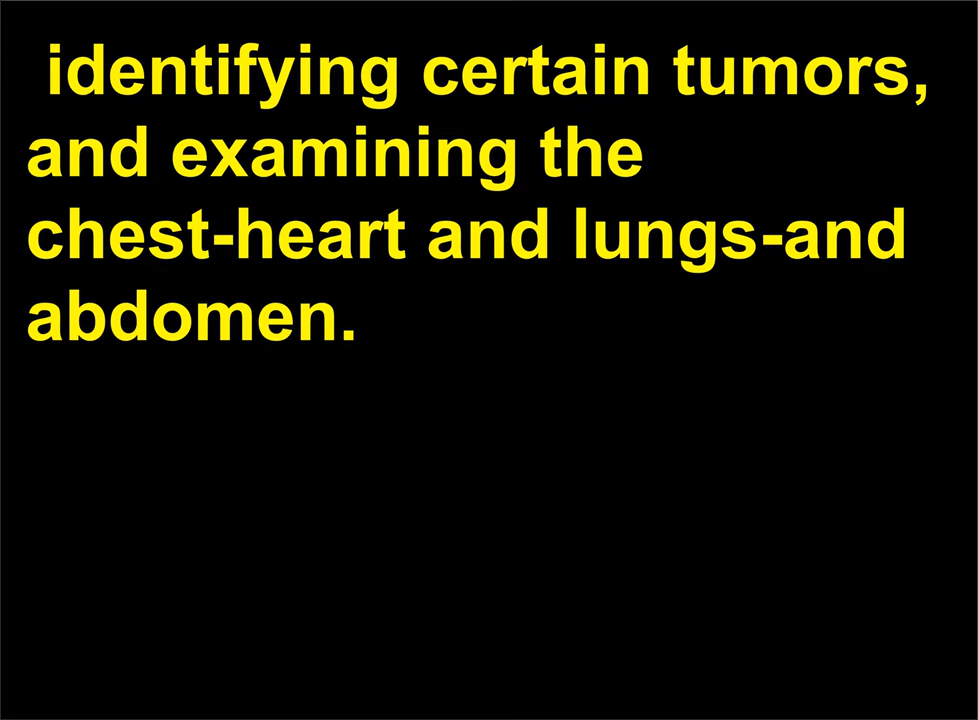 identifying certain tumors,
and examining the
chest-heart and lungs-and
abdomen.